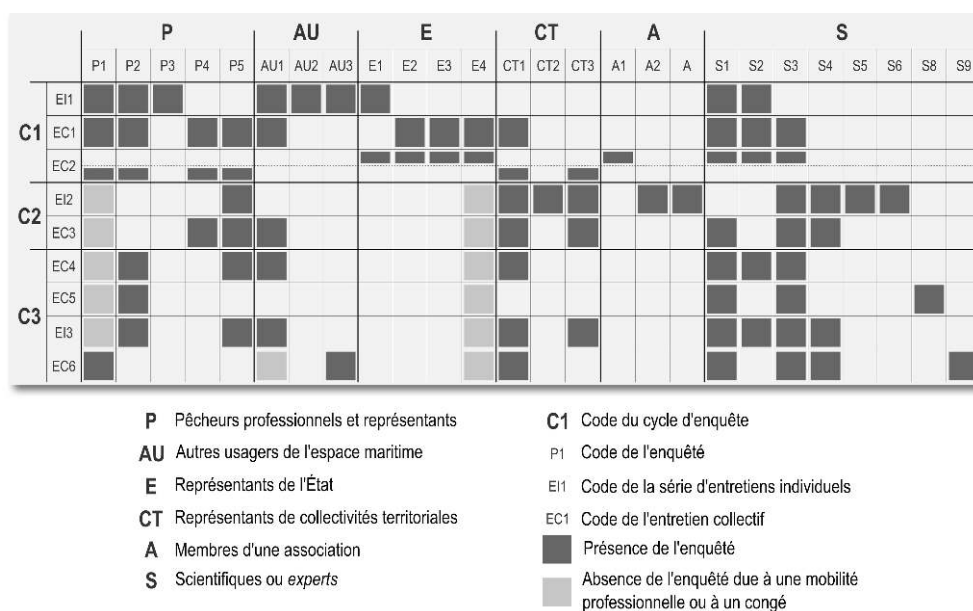 P AU E CT A S
P1 P2 P3 P4 P5 AU1 AU2 AU3 E1 E2 E3 E4 CT1 CT2 CT3 A1 A2 A S1 S2 S3 S4 S5 S6 S8 S9
C1
EI1
EC1
EC2
C2
EI2
EC3
C3
EC4
EC5
EI3
EC6
P Pêcheurs professionnels et représentants
AU Autres usagers de l'espace maritime
E Représentants de l'État
CT Représentants de collectivités territoriales
A Membres d'une association
S Scientifiques ou experts
C1 Code du cycle d'enquête
P1 Code de l'enquêté
EI1 Code de la série d'entretiens individuels
EC1 Code de l'entretien collectif
Présence de l'enquêté
Absence de l'enquêté due à une mobilité
professionnelle ou à un congé